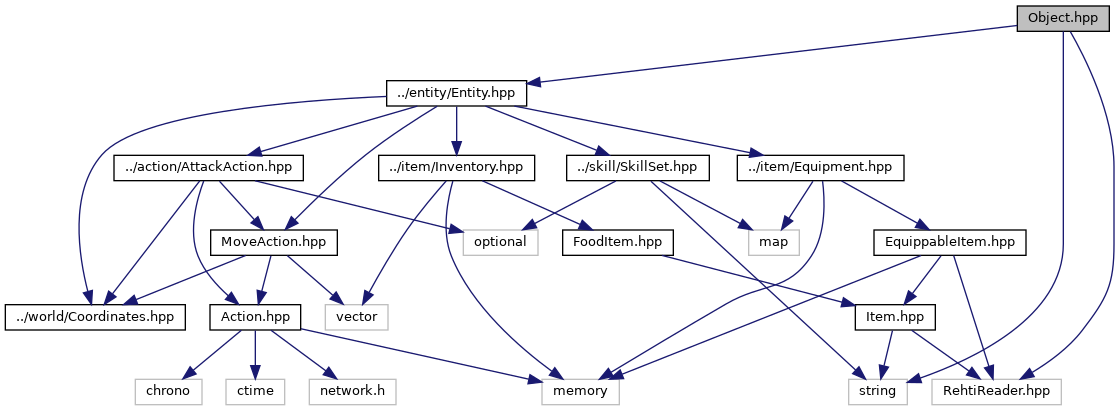 Object.hpp
../entity/Entity.hpp
../action/AttackAction.hpp
../item/Inventory.hpp
../skill/SkillSet.hpp
../item/Equipment.hpp
MoveAction.hpp
optional
FoodItem.hpp
map
EquippableItem.hpp
../world/Coordinates.hpp
Action.hpp
vector
Item.hpp
chrono
ctime
network.h
memory
string
RehtiReader.hpp